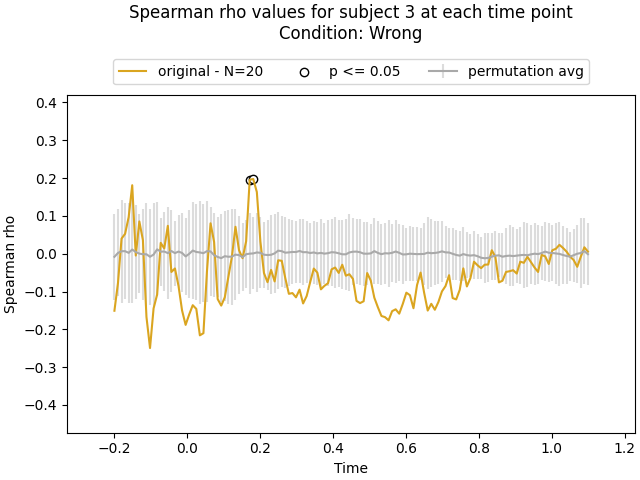 Spearman rho values for subject 3 at each time point
Condition: Wrong
original - N=20 p <= 0.05 permutation avg
0.4
0.3
0.2
0.1
0.0
−0.1
−0.2
−0.3
−0.4
Spearman rho
−0.2 0.0 0.2 0.4 0.6 0.8 1.0 1.2
Time